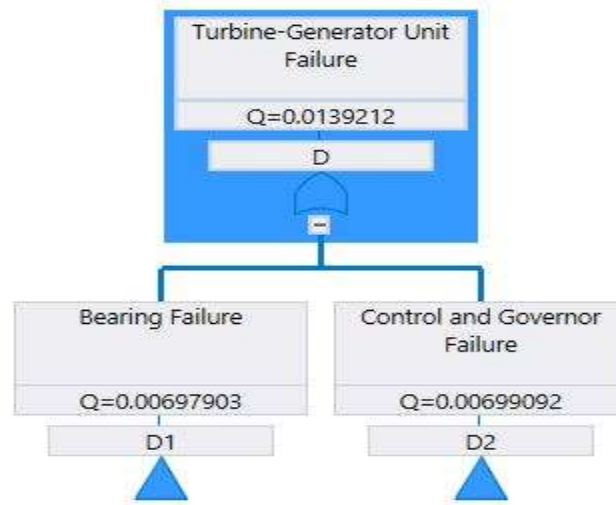 Turbine-Generator Unit
Failure
Q=0.0139212
D
Bearing Failure
Q=0.00697903
D1
Control and Governor
Failure
Q=0.00699092
D2